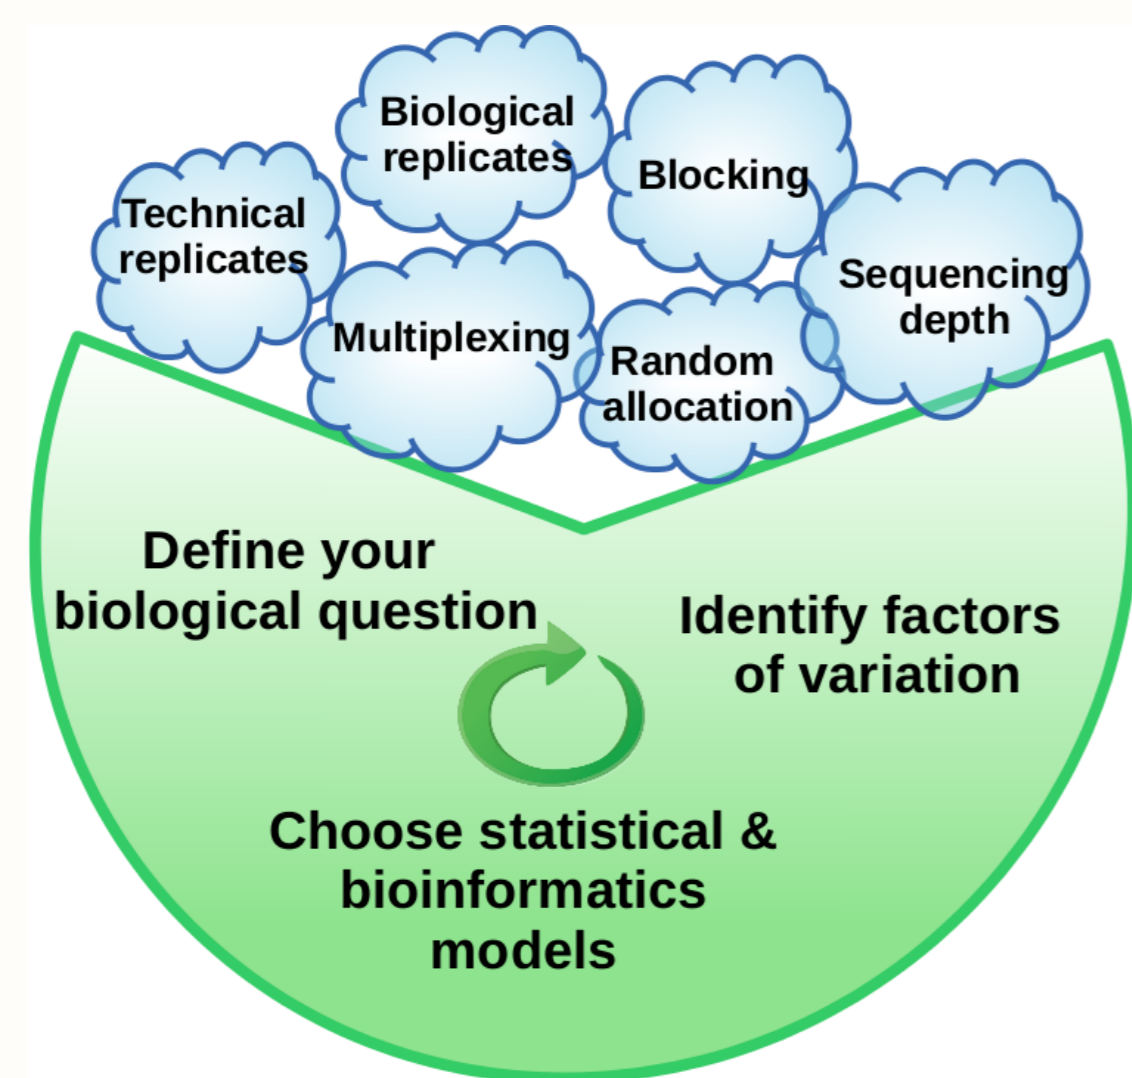 Biological
replicates
Blocking
Technical
replicates
Sequencing
depth
Multiplexing
Random
allocation
Define your
biological question
Identify factors
of variation
Choose statistical &
bioinformatics
models